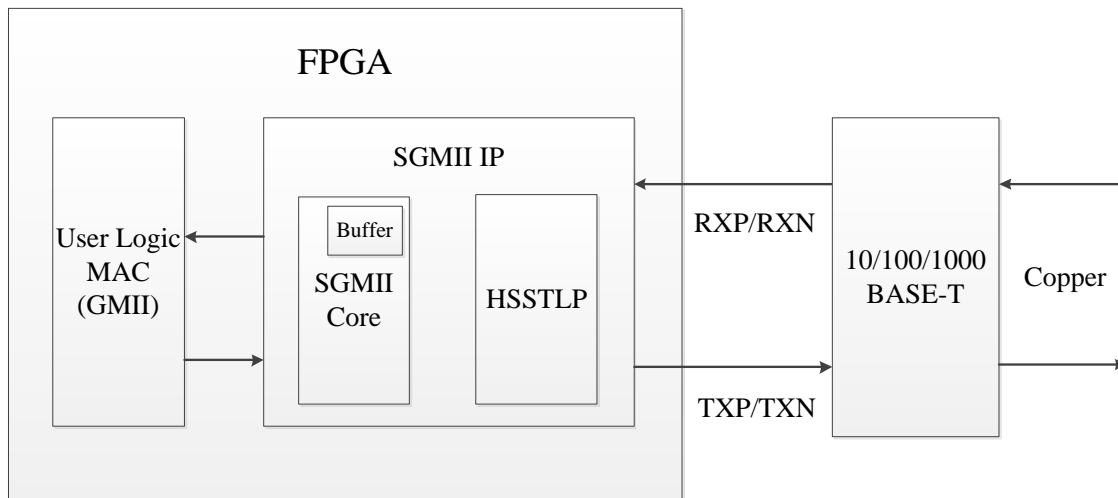 FPGA
User Logic
MAC
(GMII)
SGMII IP
Buffer
SGMII
Core
HSSTLP
RXP/RXN
TXP/TXN
10/100/1000
BASE-T
Copper